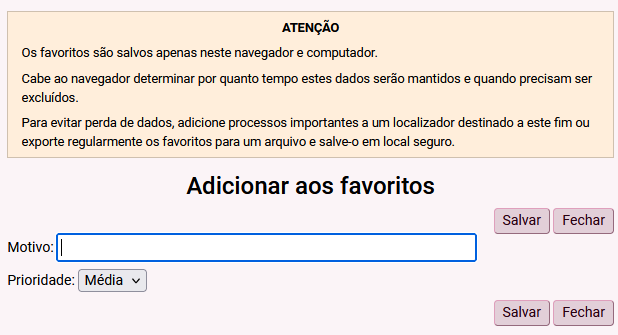 ATENÇÃO
Os favoritos são salvos apenas neste navegador e computador.
Cabe ao navegador determinar por quanto tempo estes dados serão mantidos e quando precisam ser
excluídos.
Para evitar perda de dados, adicione processos importantes a um localizador destinado a este fim ou
exporte regularmente os favoritos para um arquivo e salve-o em local seguro.
Adicionar aos favoritos
Salvar Fechar
Motivo:
Prioridade: Média
Salvar Fechar